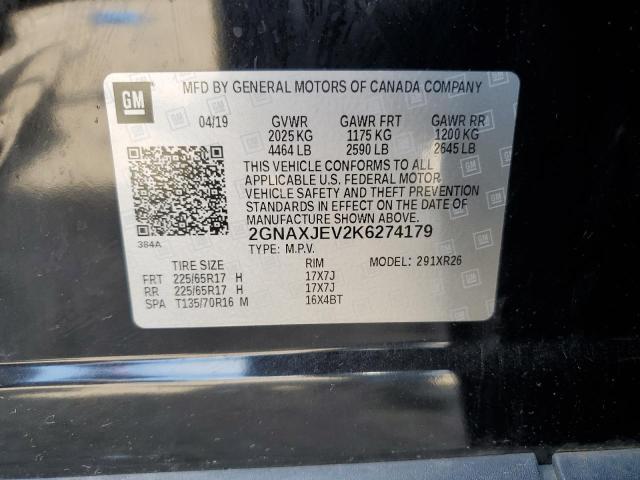 GM
MFD BY GENERAL MOTORS OF CANADA COMPANY
04/19 GVWR GAWR FRT GAWR RR
2025 KG 1175 KG 1200 KG
4464 LB 2590 LB 2645 LB
THIS VEHICLE CONFORMS TO ALL
APPLICABLE U.S. FEDERAL MOTOR
VEHICLE SAFETY AND THEFT PREVENTION
STANDARDS IN EFFECT ON THE DATE OF
MANUFACTURE SHOWN ABOVE.
384A
2GNAXJEV2K6274179
TYPE: M.P.V. MODEL: 291XR26
TIRE SIZE RIM
FRT 225/65R17 H 17X7J
RR 225/65R17 H 17X7J
SPA T135/70R16 M 16X4BT